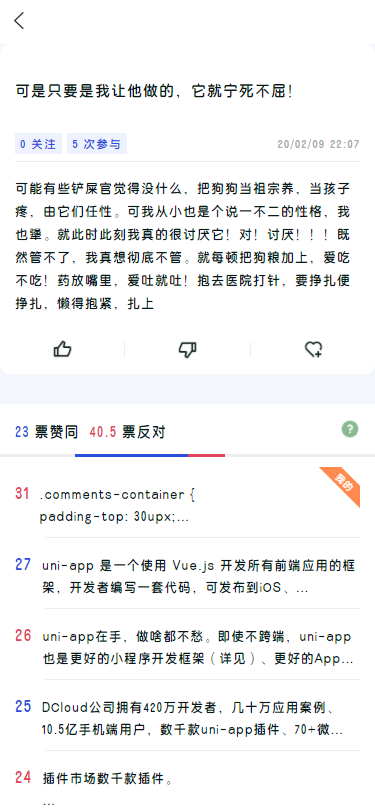 可是只要是我让他做的，它就宁死不屈！
0 关注 5 次参与 20/02/09 22:07
可能有些铲屎官觉得没什么，把狗狗当祖宗养，当孩子
疼，由它们任性。可我从小也是个说一不二的性格，我
也犟。就此时此刻我真的很讨厌它！对！讨厌！！！既
然管不了，我真想彻底不管。就每顿把狗粮加上，爱吃
不吃！药放嘴里，爱吐就吐！抱去医院打针，要挣扎便
挣扎，懒得抱紧，扎上
23 票赞同 40.5 票反对 ?
我的
31 .comments-container {
padding-top: 30upx;...
27 uni-app 是一个使用 Vue.js 开发所有前端应用的框
架，开发者编写一套代码，可发布到iOS、...
26 uni-app在手，做啥都不愁。即使不跨端，uni-app
也是更好的小程序开发框架（详见）、更好的App...
25 DCloud公司拥有420万开发者，几十万应用案例、
10.5亿手机端用户，数千款uni-app插件、70+微...
24 插件市场数千款插件。
...